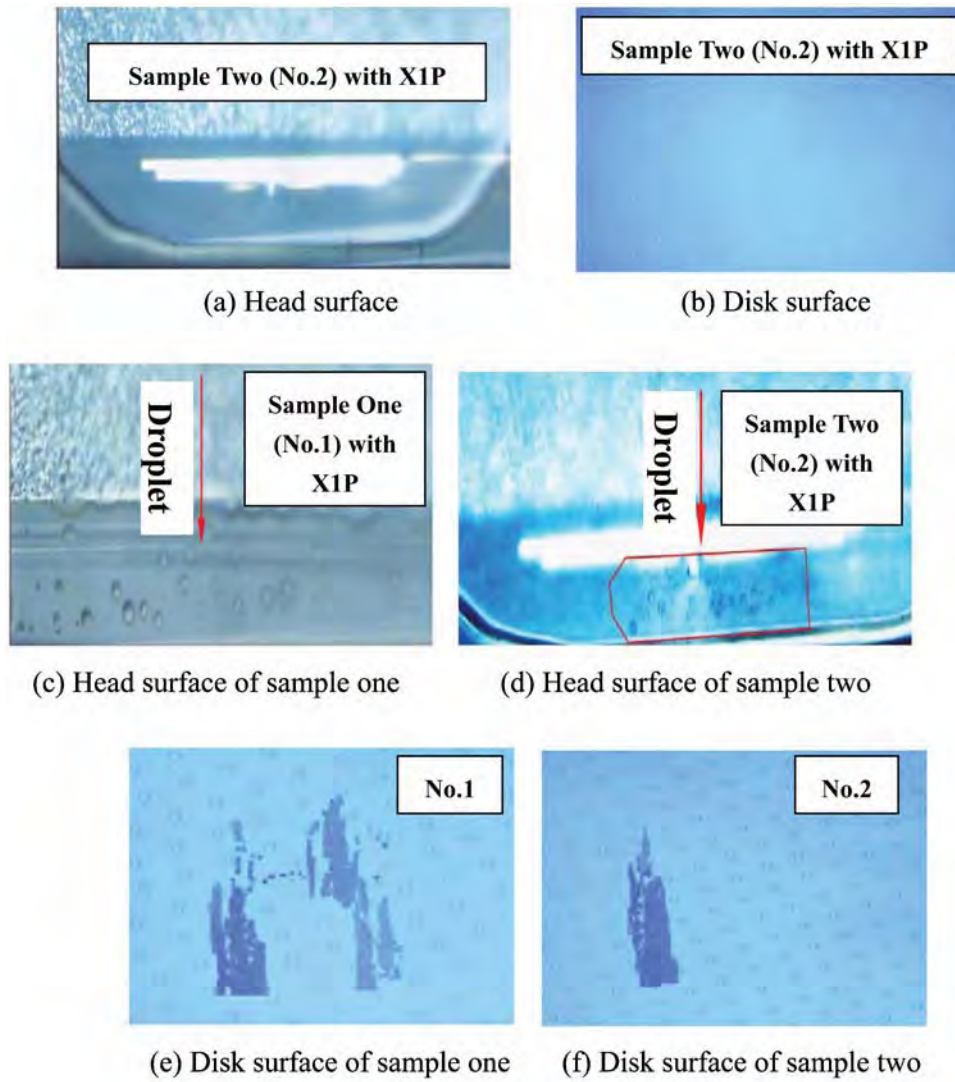 Sample Two (No.2) with X1P
Sample Two (No.2) with X1P
(a) Head surface
(b) Disk surface
Droplet
Sample One
(No.1) with
X1P
Droplet
Sample Two
(No.2) with
X1P
(c) Head surface of sample one
(d) Head surface of sample two
No.1
No.2
(e) Disk surface of sample one
(f) Disk surface of sample two